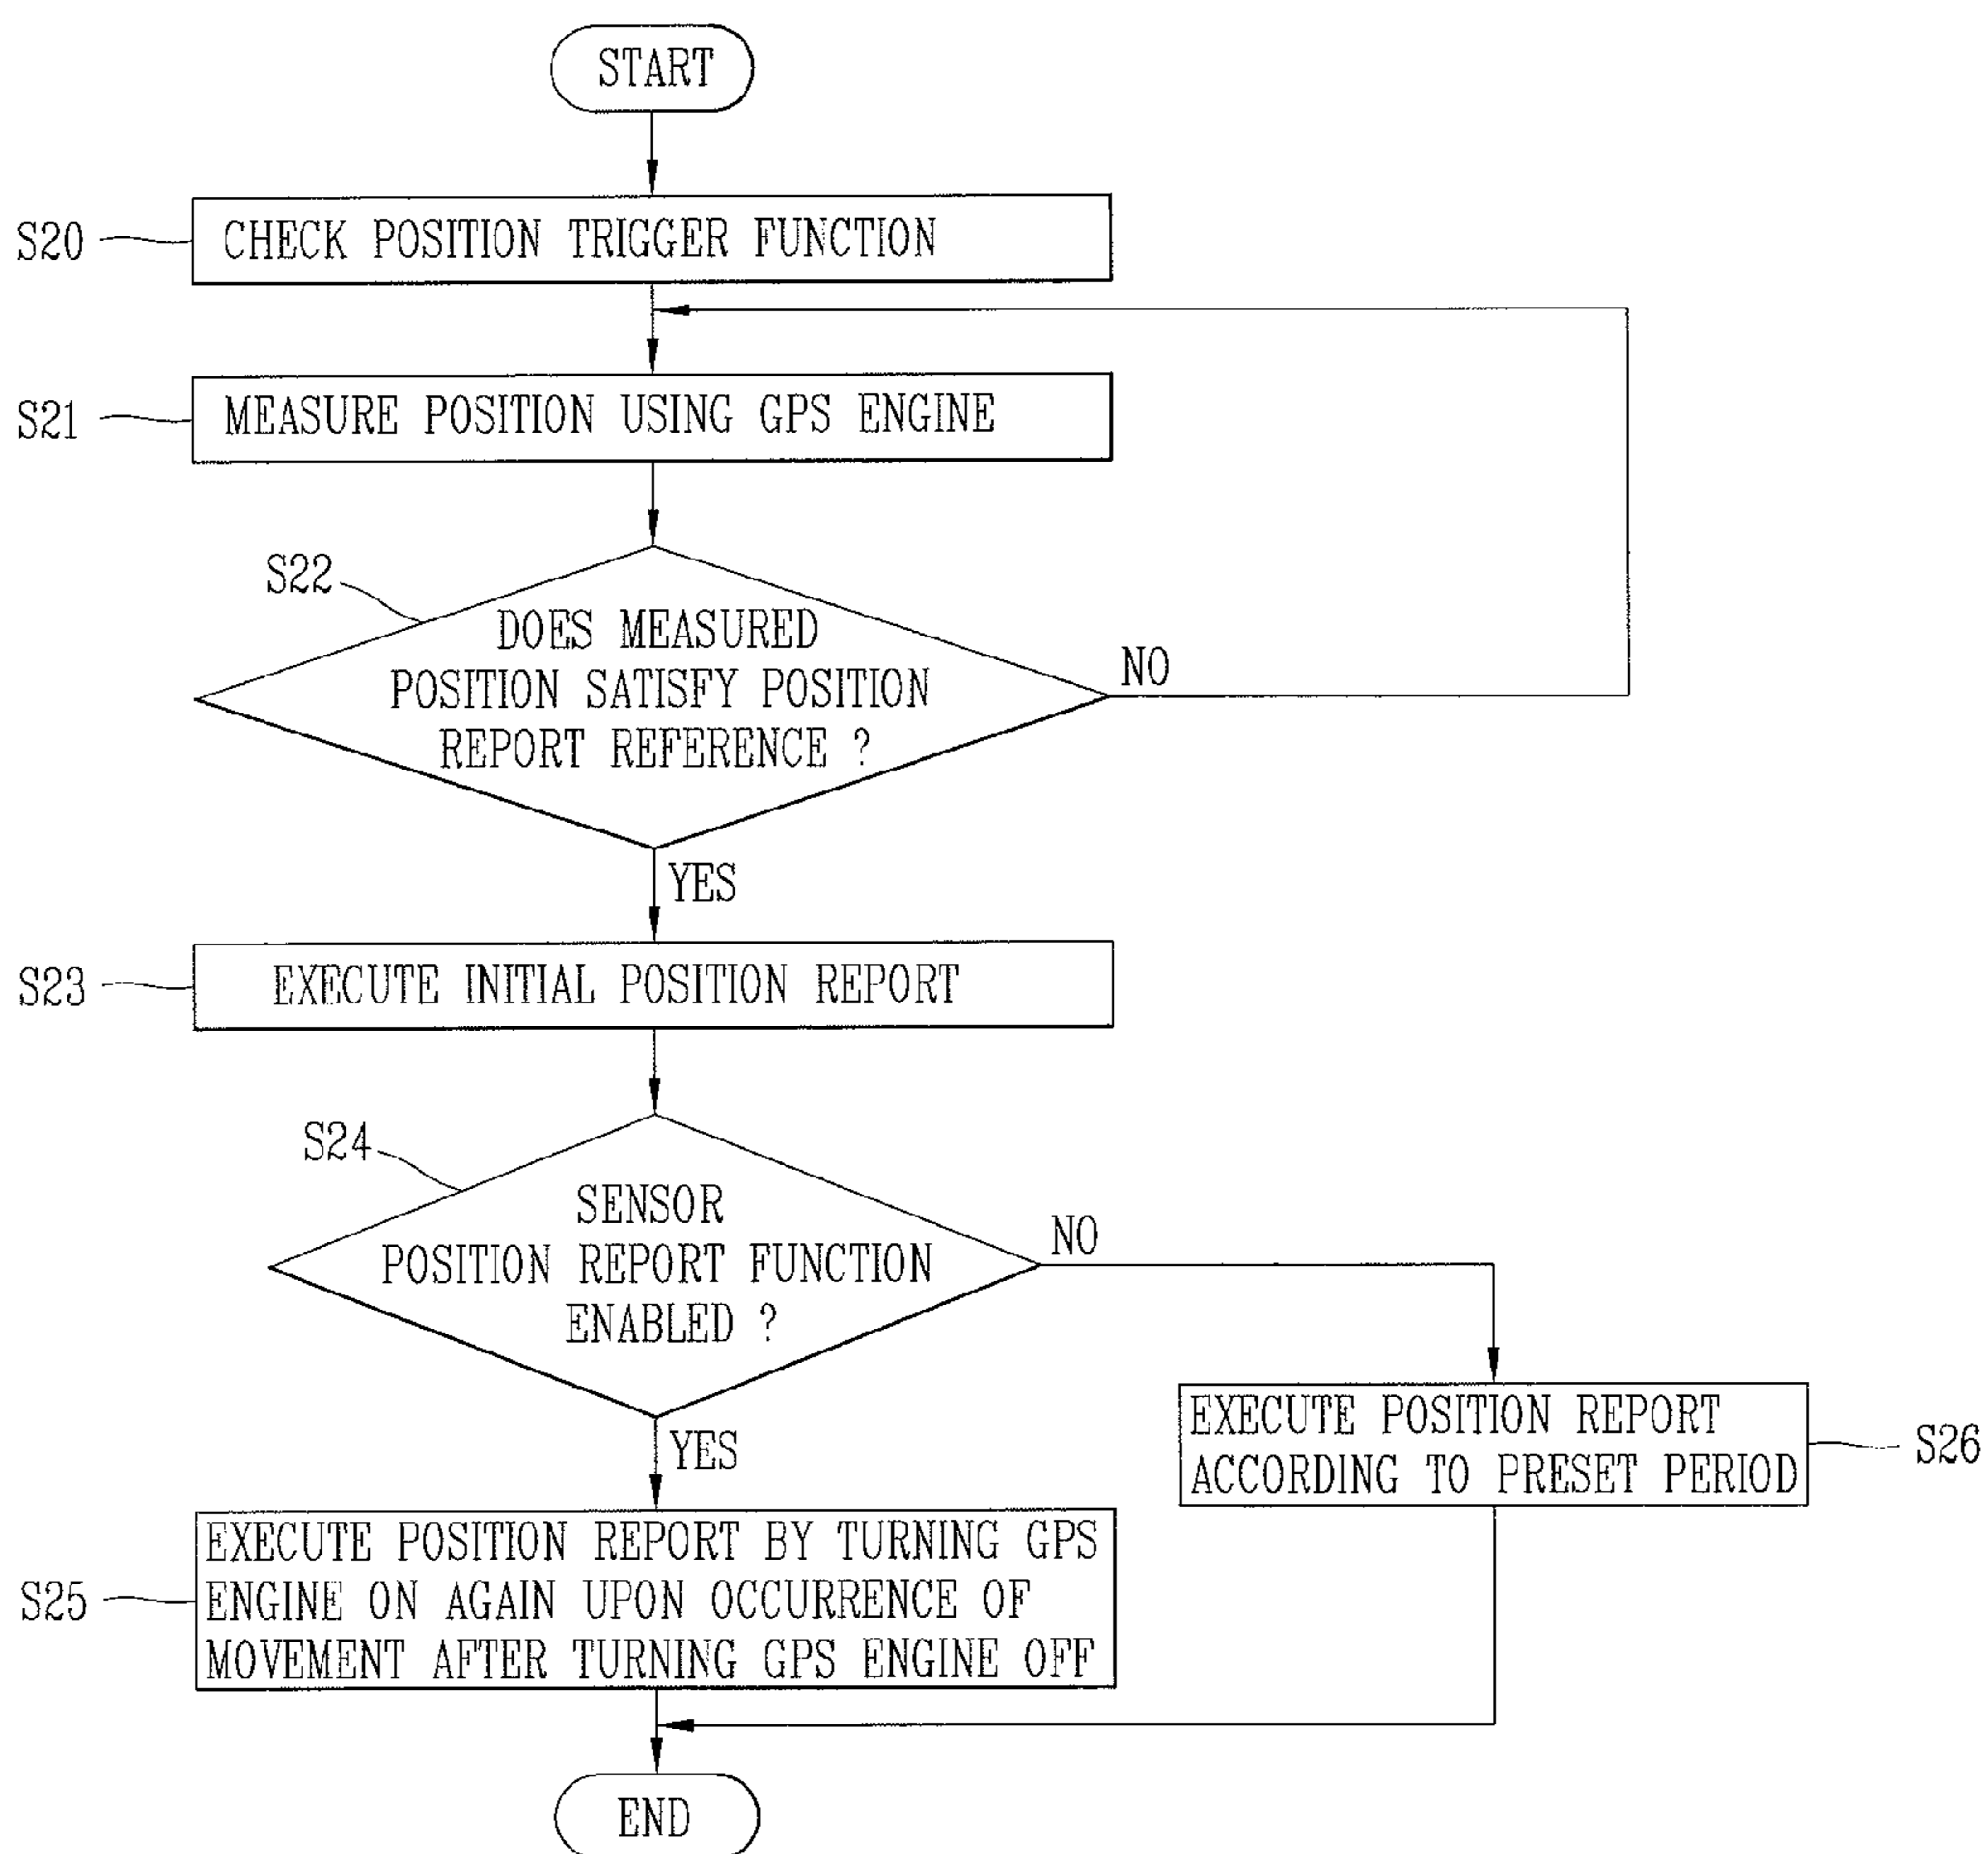 START
S20
CHECK POSITION TRIGGER FUNCTION
S21
MEASURE POSITION USING GPS ENGINE
S22
DOES MEASURED
POSITION SATISFY POSITION
REPORT REFERENCE ?
NO
YES
S23
EXECUTE INITIAL POSITION REPORT
S24
SENSOR
POSITION REPORT FUNCTION
ENABLED ?
NO
YES
EXECUTE POSITION REPORT
ACCORDING TO PRESET PERIOD
S26
S25
EXECUTE POSITION REPORT BY TURNING GPS
ENGINE ON AGAIN UPON OCCURRENCE OF
MOVEMENT AFTER TURNING GPS ENGINE OFF
END